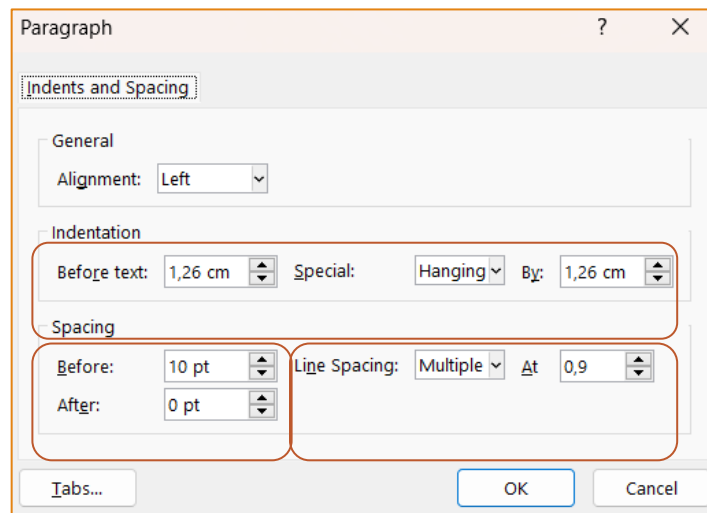 Paragraph ? ×
Indents and Spacing
General
Alignment: Left
Indentation
Before text: 1,26 cm Special: Hanging By: 1,26 cm
Spacing
Before: 10 pt Line Spacing: Multiple At 0,9
After: 0 pt
Tabs... OK Cancel